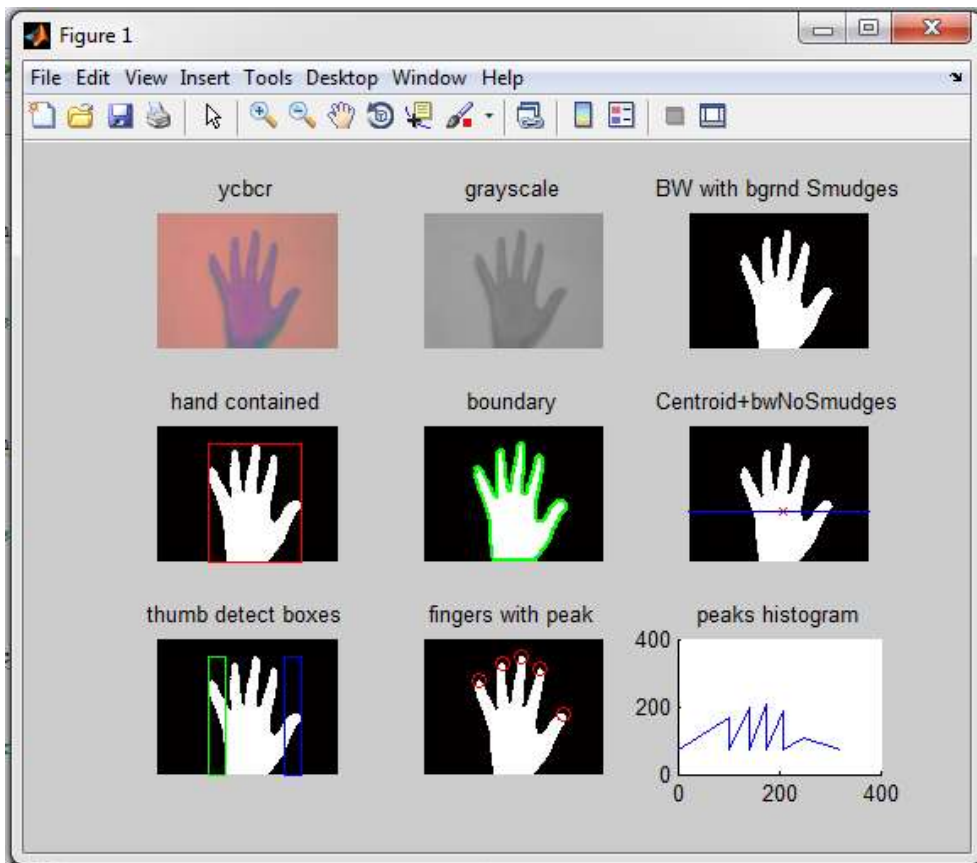 Figure 1
File Edit View Insert Tools Desktop Window Help
ycbcr
grayscale
BW with bgrnd Smudges
hand contained
boundary
Centroid+bwNoSmudges
thumb detect boxes
fingers with peak
peaks histogram
400
200
0
0 200 400